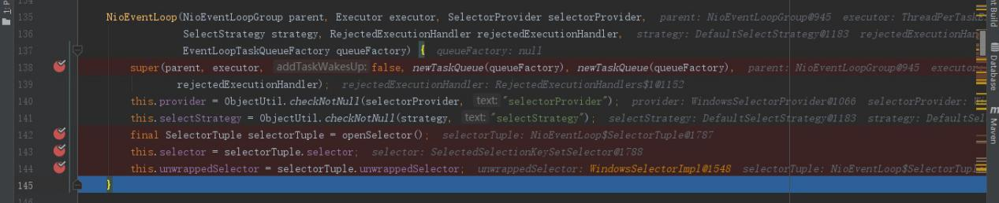 135 NioEventLoop(NioEventLoopGroup parent, Executor executor, SelectorProvider selectorProvider, parent: NioEventLoopGroup@945 executor: ThreadPerTaskE
136 SelectStrategy strategy, RejectedExecutionHandler rejectedExecutionHandler, strategy: DefaultSelectStrategy@1183 rejectedExecutionHan
137 EventLoopTaskQueueFactory queueFactory) { queueFactory: null
138 super(parent, executor, addTaskWakesUp: false, newTaskQueue(queueFactory), newTaskQueue(queueFactory), parent: NioEventLoopGroup@945 executor
139 rejectedExecutionHandler); rejectedExecutionHandler: RejectedExecutionHandlers$1@1152
140 this.provider = ObjectUtil.checkNotNull(selectorProvider, text: "selectorProvider"); provider: WindowsSelectorProvider@1066 selectorProvider:
141 this.selectStrategy = ObjectUtil.checkNotNull(strategy, text: "selectStrategy"); selectStrategy: DefaultSelectStrategy@1183 strategy: DefaultSel
142 final SelectorTuple selectorTuple = openSelector(); selectorTuple: NioEventLoop$SelectorTuple@1787
143 this.selector = selectorTuple.selector; selector: SelectedSelectionKeySetSelector@1788
144 this.unwrappedSelector = selectorTuple.unwrappedSelector; unwrappedSelector: WindowsSelectorImpl@1548 selectorTuple: NioEventLoop$SelectorTupl
145 }
Database
Maven